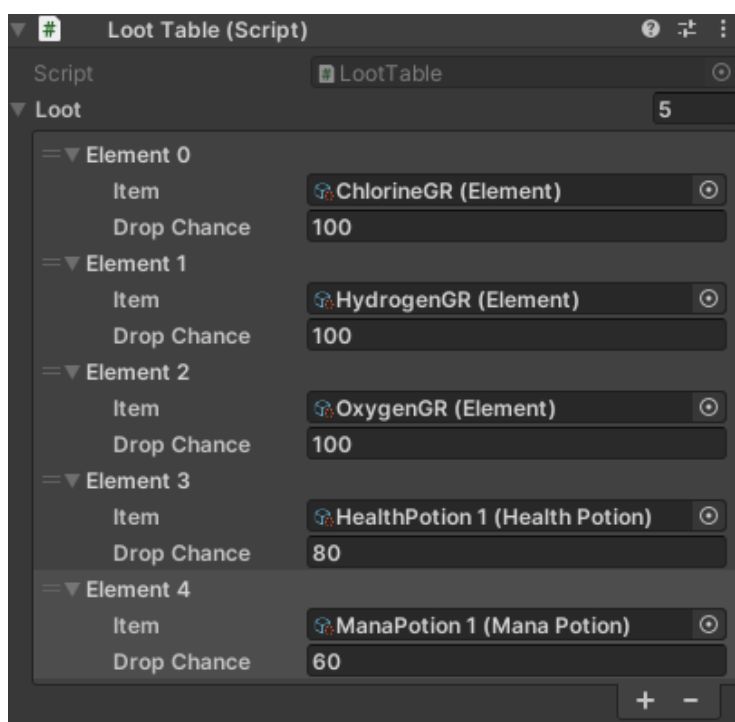 Loot Table (Script)
Script LootTable
Loot 5
Element 0
Item ChlorineGR (Element)
Drop Chance 100
Element 1
Item HydrogenGR (Element)
Drop Chance 100
Element 2
Item OxygenGR (Element)
Drop Chance 100
Element 3
Item HealthPotion 1 (Health Potion)
Drop Chance 80
Element 4
Item ManaPotion 1 (Mana Potion)
Drop Chance 60
+ -